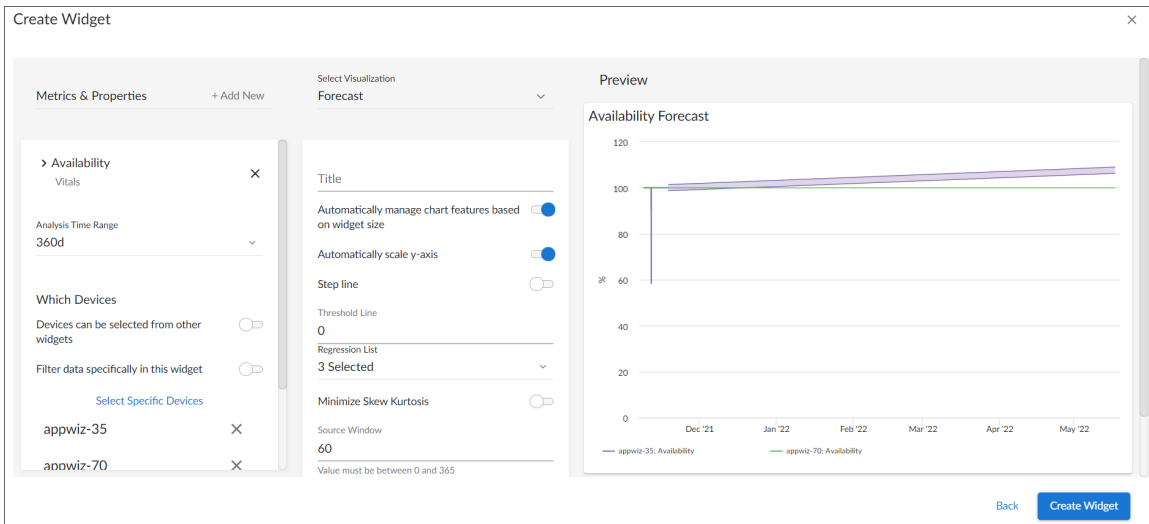 Create Widget
Metrics & Properties
+ Add New
Availability
Vitals
Analysis Time Range
360d
Which Devices
Devices can be selected from other
widgets
Filter data specifically in this widget
Select Specific Devices
appwiz-35
appwiz-70
Select Visualization
Forecast
Title
Automatically manage chart features based
on widget size
Automatically scale y-axis
Step line
Threshold Line
0
Regression List
3 Selected
Minimize Skew Kurtosis
Source Window
60
Value must be between 0 and 365
Preview
Availability Forecast
120
100
80
60
40
20
0
%
Dec '21
Jan '22
Feb '22
Mar '22
Apr '22
May '22
appwiz-35: Availability
appwiz-70: Availability
Back
Create Widget